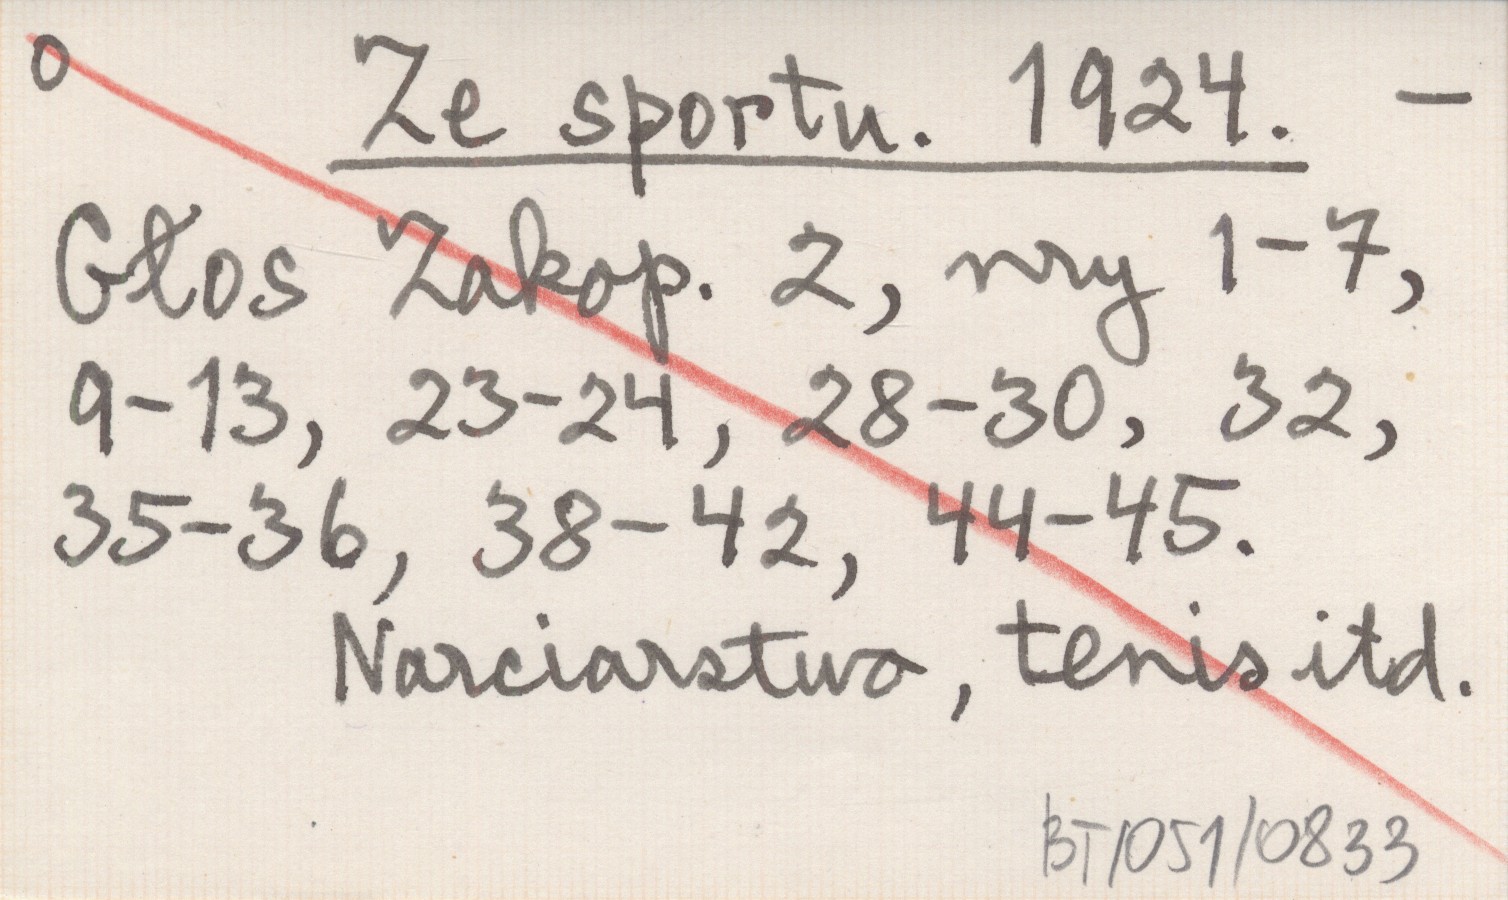 0 Ze sportu. 1924. —
Głos Zakop. 2, nry 1-7,
9-13, 23-24, 28-30, 32,
35-36, 38-42, 44-45.
Narciarstwo, tenis itd.
BT/051/0833